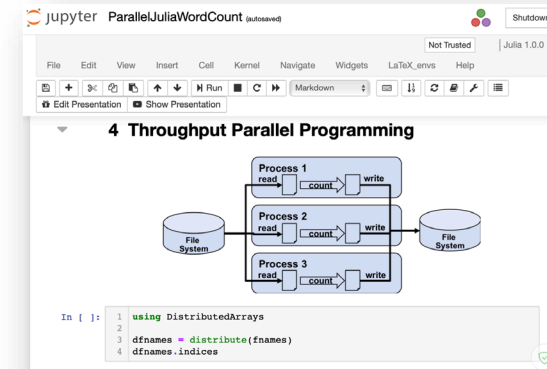 jupyter ParallelJuliaWordCount (autosaved)
Shutdown
Not Trusted Julia 1.0.0
File Edit View Insert Cell Kernel Navigate Widgets LaTeX_envs Help
Run Markdown
Edit Presentation Show Presentation
4 Throughput Parallel Programming
Process 1
read count write
Process 2
read count write
File System
File System
Process 3
read count write
In [ ]:
1 using DistributedArrays
2
3 dfnames = distribute(fnames)
4 dfnames.indices